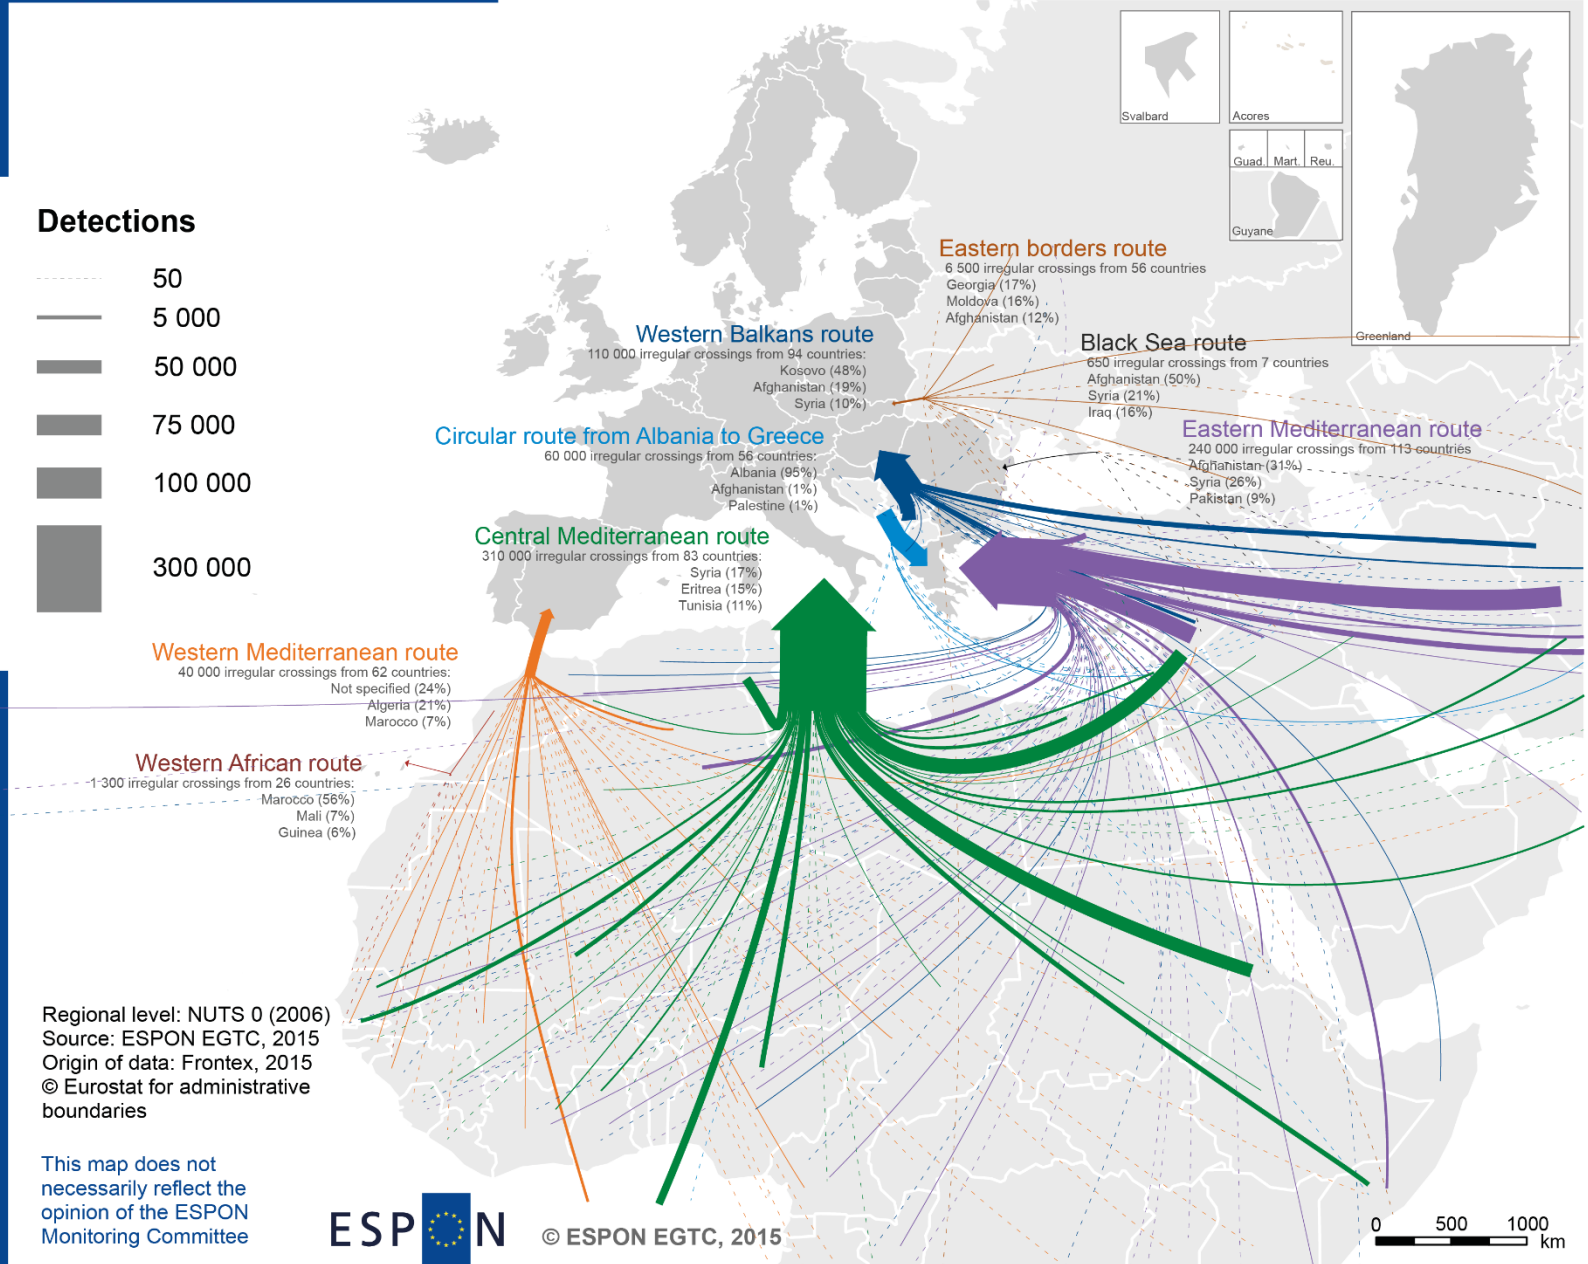 Svalbard
Acores
Guad.
Mart.
Reu.
Guyane
Greenland
Detections
50
5 000
50 000
75 000
100 000
300 000
Eastern borders route
6 500 irregular crossings from 56 countries
Georgia (17%)
Moldova (16%)
Afghanistan (12%)
Western Balkans route
110 000 irregular crossings from 94 countries:
Kosovo (48%)
Afghanistan (19%)
Syria (10%)
Black Sea route
650 irregular crossings from 7 countries
Afghanistan (50%)
Syria (21%)
Iraq (16%)
Circular route from Albania to Greece
60 000 irregular crossings from 56 countries:
Albania (95%)
Afghanistan (1%)
Palestine (1%)
Eastern Mediterranean route
240 000 irregular crossings from 113 countries
Afghanistan (31%)
Syria (26%)
Pakistan (9%)
Central Mediterranean route
310 000 irregular crossings from 83 countries:
Syria (17%)
Eritrea (15%)
Tunisia (11%)
Western Mediterranean route
40 000 irregular crossings from 62 countries:
Not specified (24%)
Algeria (21%)
Marocco (7%)
Western African route
1 300 irregular crossings from 26 countries:
Marocco (56%)
Mali (7%)
Guinea (6%)
Regional level: NUTS 0 (2006)
Source: ESPON EGTC, 2015
Origin of data: Frontex, 2015
© Eurostat for administrative
boundaries
This map does not
necessarily reflect the
opinion of the ESPON
Monitoring Committee
ESPON
© ESPON EGTC, 2015
0 500 1000
km